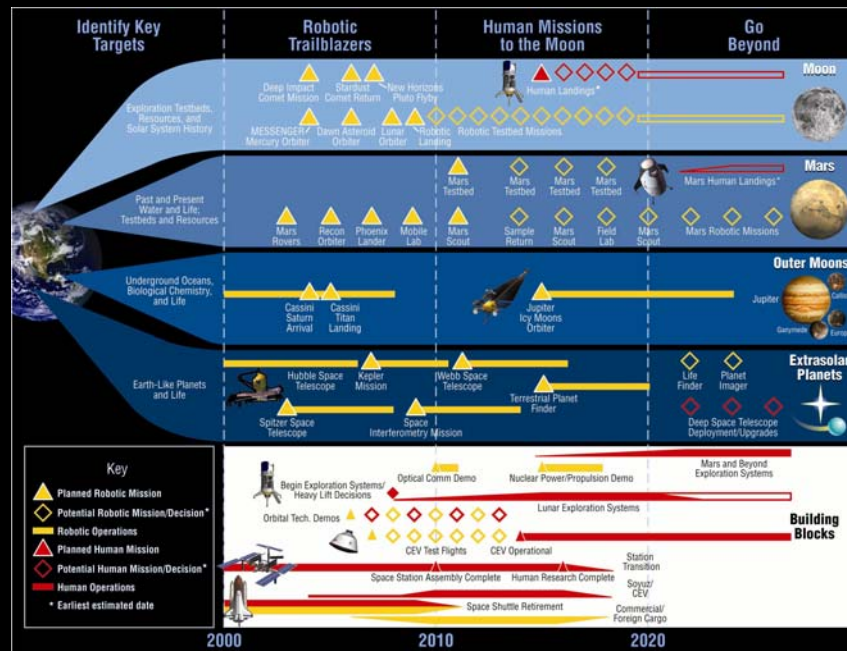 Identify Key
Targets
Robotic
Trailblazers
Human Missions
to the Moon
Go
Beyond
Exploration Testbeds,
Resources, and
Solar System History
Deep Impact
Comet Mission
Stardust
Comet Return
New Horizons
Pluto Flyby
Human Landings*
Moon
MESSENGER
Mercury Orbiter
Dawn Asteroid
Orbiter
Lunar
Orbiter
Robotic
Landing
Robotic Testbed Missions
Past and Present
Water and Life;
Testbeds and Resources
Mars
Testbed
Mars
Testbed
Mars
Testbed
Mars
Testbed
Mars Human Landings*
Mars
Mars
Rovers
Recon
Orbiter
Phoenix
Lander
Mobile
Lab
Mars
Scout
Sample
Return
Mars
Scout
Field
Lab
Mars
Scout
Mars Robotic Missions
Underground Oceans,
Biological Chemistry,
and Life
Cassini
Saturn
Arrival
Cassini
Titan
Landing
Jupiter
Icy Moons
Orbiter
Outer Moons
Jupiter
Ganymede
Earth-Like Planets
and Life
Hubble Space
Telescope
Kepler
Mission
Webb Space
Telescope
Terrestrial Planet
Finder
Life
Finder
Planet
Imager
Extrasolar
Planets
Spitzer Space
Telescope
Space
Interferometry Mission
Deep Space Telescope
Deployment/Upgrades
Key
Planned Robotic Mission
Potential Robotic Mission/Decision*
Robotic Operations
Planned Human Mission
Potential Human Mission/Decision*
Human Operations
* Earliest estimated date
Optical Comm Demo
Nuclear Power/Propulsion Demo
Mars and Beyond
Exploration Systems
Begin Exploration Systems/
Heavy Lift Decisions
Lunar Exploration Systems
Orbital Tech. Demos
Building
Blocks
CEV Test Flights
CEV Operational
Space Station Assembly Complete
Human Research Complete
Station
Transition
Soyuz/
CEV
Space Shuttle Retirement
Commercial/
Foreign Cargo
2000
2010
2020